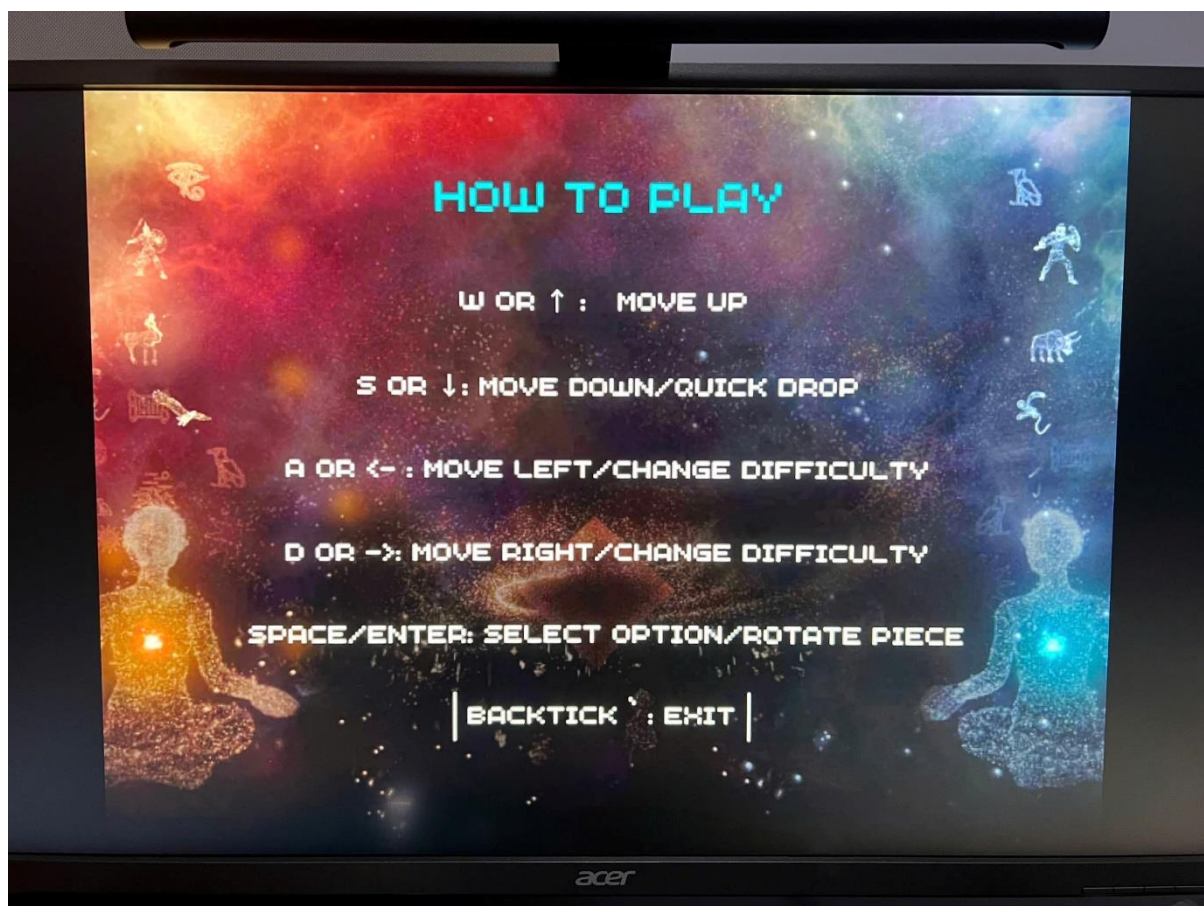 HOW TO PLAY
W OR ↑ : MOVE UP
S OR ↓: MOVE DOWN/QUICK DROP
A OR <- : MOVE LEFT/CHANGE DIFFICULTY
D OR ->: MOVE RIGHT/CHANGE DIFFICULTY
SPACE/ENTER: SELECT OPTION/ROTATE PIECE
BACKTICK ` : EXIT
acer